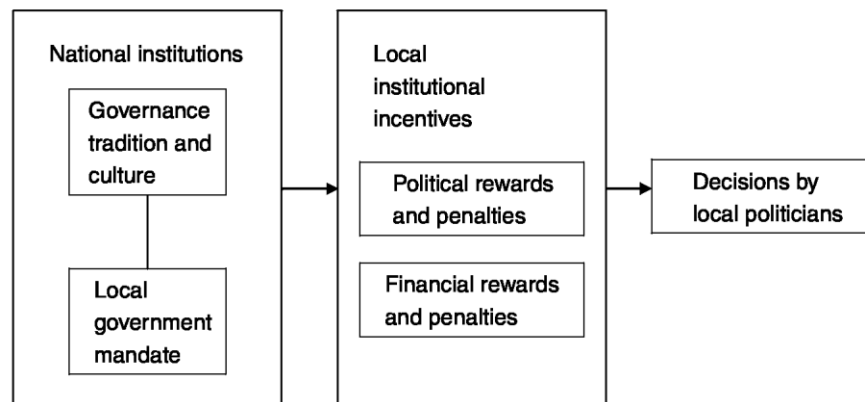 National institutions
Governance
tradition and
culture
Local
government
mandate
Local
institutional
incentives
Political rewards
and penalties
Financial rewards
and penalties
Decisions by
local politicians